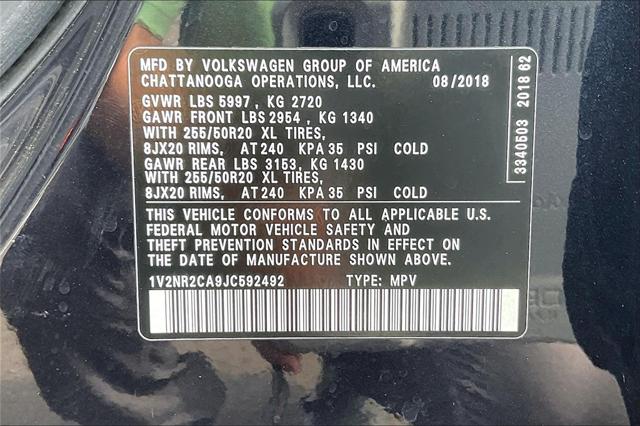 MFD BY VOLKSWAGEN GROUP OF AMERICA
CHATTANOOGA OPERATIONS, LLC. 08/2018
GVWR LBS 5997, KG 2720
GAWR FRONT LBS 2954, KG 1340
WITH 255/50R20 XL TIRES,
8JX20 RIMS, AT 240 KPA 35 PSI COLD
GAWR REAR LBS 3153, KG 1430
WITH 255/50R20 XL TIRES,
8JX20 RIMS, AT 240 KPA 35 PSI COLD
THIS VEHICLE CONFORMS TO ALL APPLICABLE U.S.
FEDERAL MOTOR VEHICLE SAFETY AND
THEFT PREVENTION STANDARDS IN EFFECT ON
THE DATE OF MANUFACTURE SHOWN ABOVE.
1V2NR2CA9JC592492 TYPE: MPV
3340503 2018 62